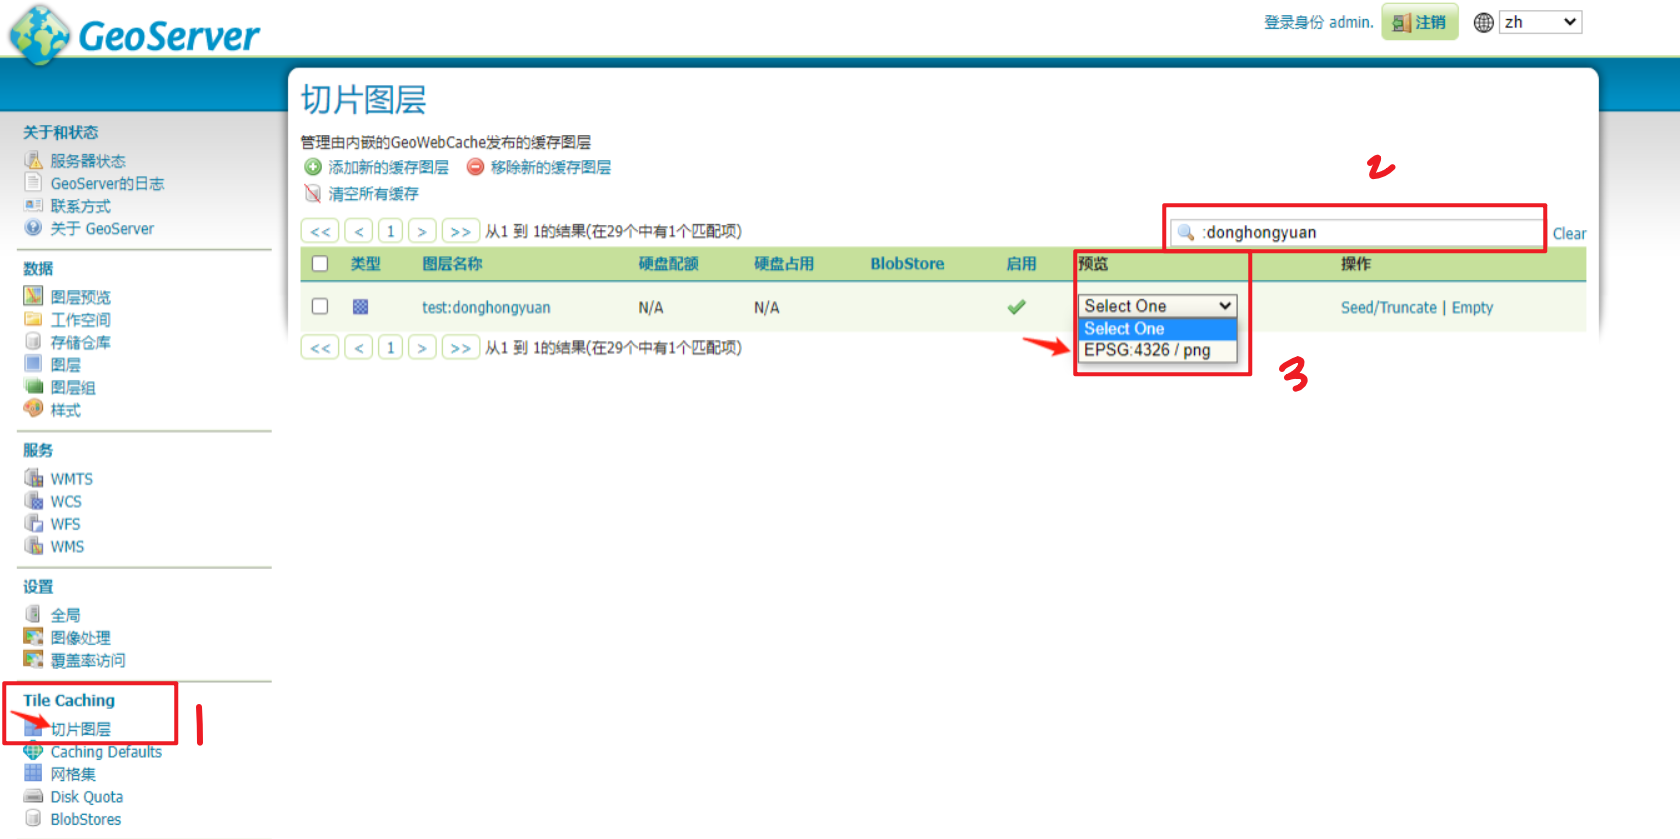 GeoServer
登录身份 admin.
注销
zh
切片图层
管理由内嵌的GeoWebCache发布的缓存图层
添加新的缓存图层 移除新的缓存图层
清空所有缓存
2
<< < 1 > >> 从1 到 1的结果(在29个中有1个匹配项)
:donghongyuan Clear
类型 图层名称 硬盘配额 硬盘占用 BlobStore 启用 预览 操作
test:donghongyuan N/A N/A Select One Seed/Truncate | Empty
Select One
EPSG:4326 / png
<< < 1 > >> 从1 到 1的结果(在29个中有1个匹配项)
3
关于和状态
服务器状态
GeoServer的日志
联系方式
关于 GeoServer
数据
图层预览
工作空间
存储仓库
图层
图层组
样式
服务
WMTS
WCS
WFS
WMS
设置
全局
图像处理
覆盖率访问
Tile Caching
1
切片图层
Caching Defaults
网格集
Disk Quota
BlobStores